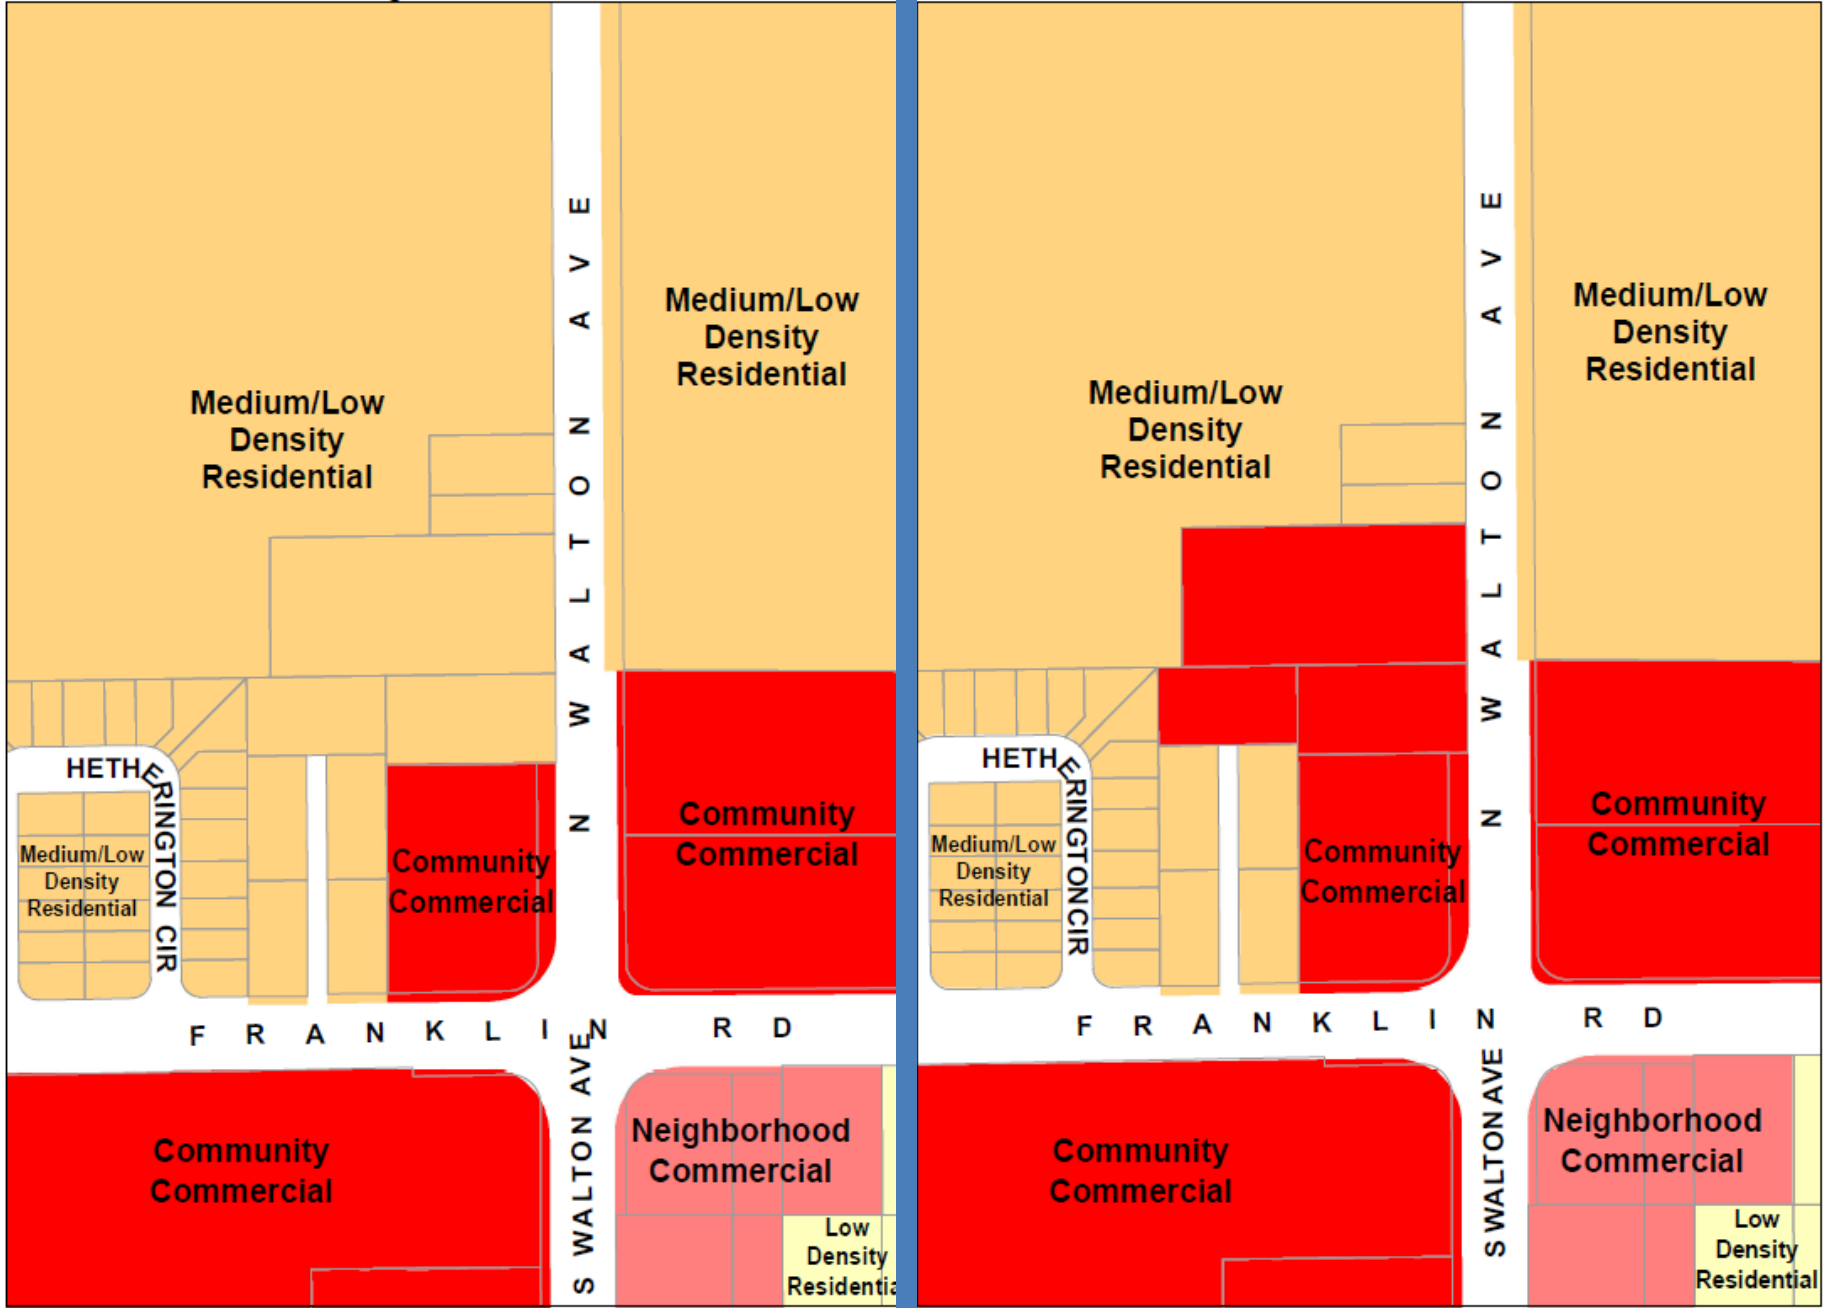 N WALTON AVE
Medium/Low
Density
Residential
Medium/Low
Density
Residential
HETHERINGTON CIR
Medium/Low
Density
Residential
Community
Commercial
Community
Commercial
FRANKLIN RD
S WALTON AVE
Community
Commercial
Neighborhood
Commercial
Low
Density
Residentia
N WALTON AVE
Medium/Low
Density
Residential
Medium/Low
Density
Residential
HETHERINGTON CIR
Medium/Low
Density
Residential
Community
Commercial
Community
Commercial
FRANKLIN RD
S WALTON AVE
Community
Commercial
Neighborhood
Commercial
Low
Density
Residential